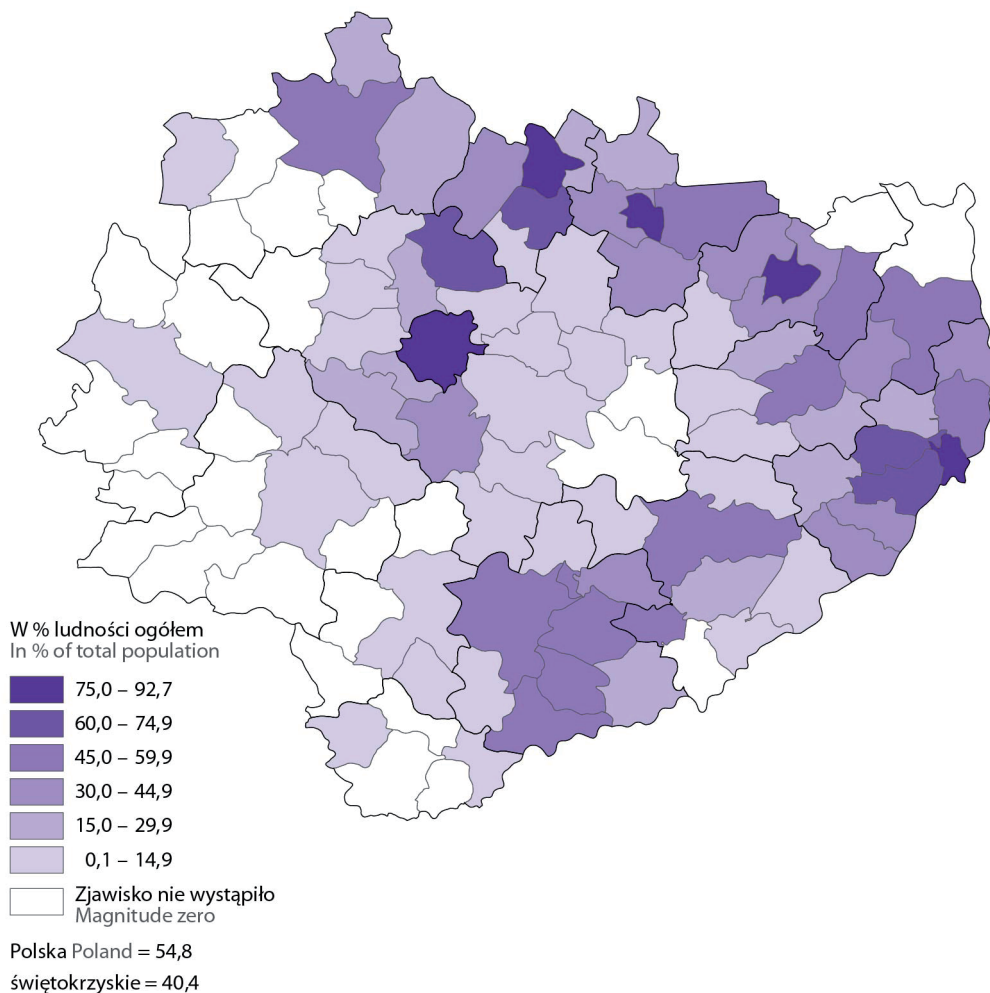 W % ludności ogółem
In % of total population
75,0 – 92,7
60,0 – 74,9
45,0 – 59,9
30,0 – 44,9
15,0 – 29,9
0,1 – 14,9
Zjawisko nie wystąpiło
Magnitude zero
Polska Poland = 54,8
świętokrzyskie = 40,4